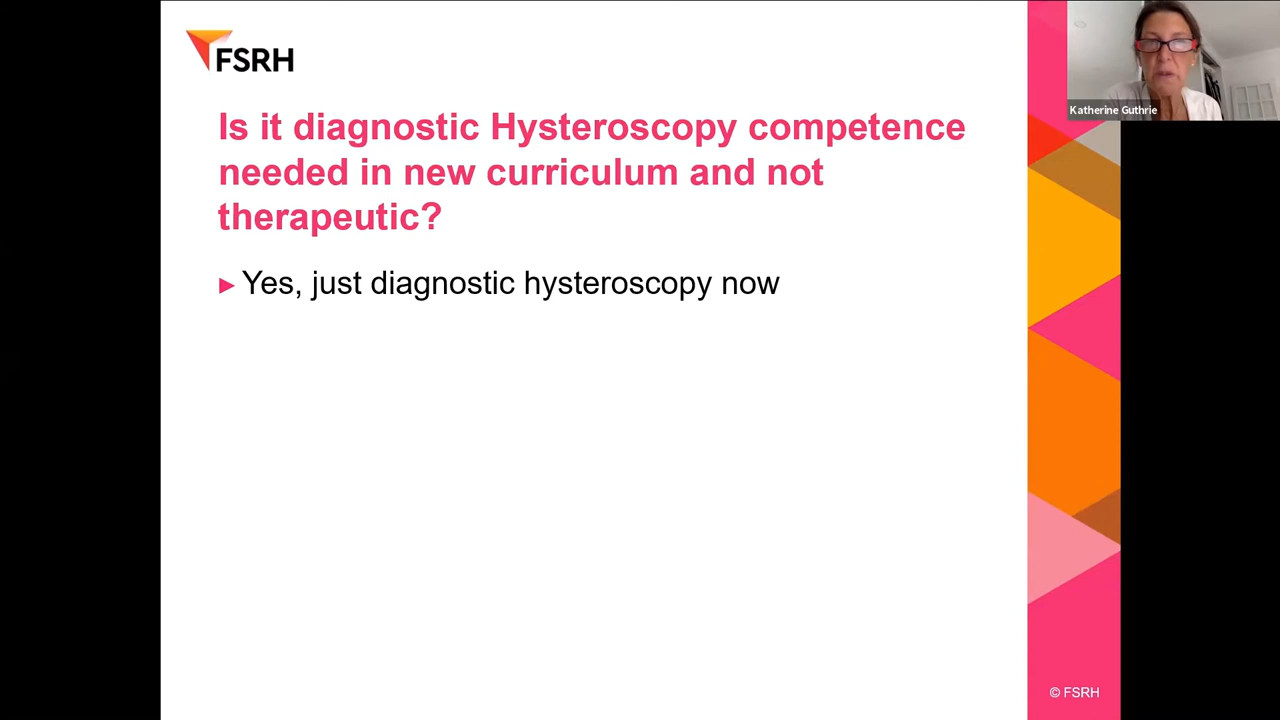 FSRH
Is it diagnostic Hysteroscopy competence
needed in new curriculum and not
therapeutic?
Yes, just diagnostic hysteroscopy now
Katherine Guthrie
© FSRH